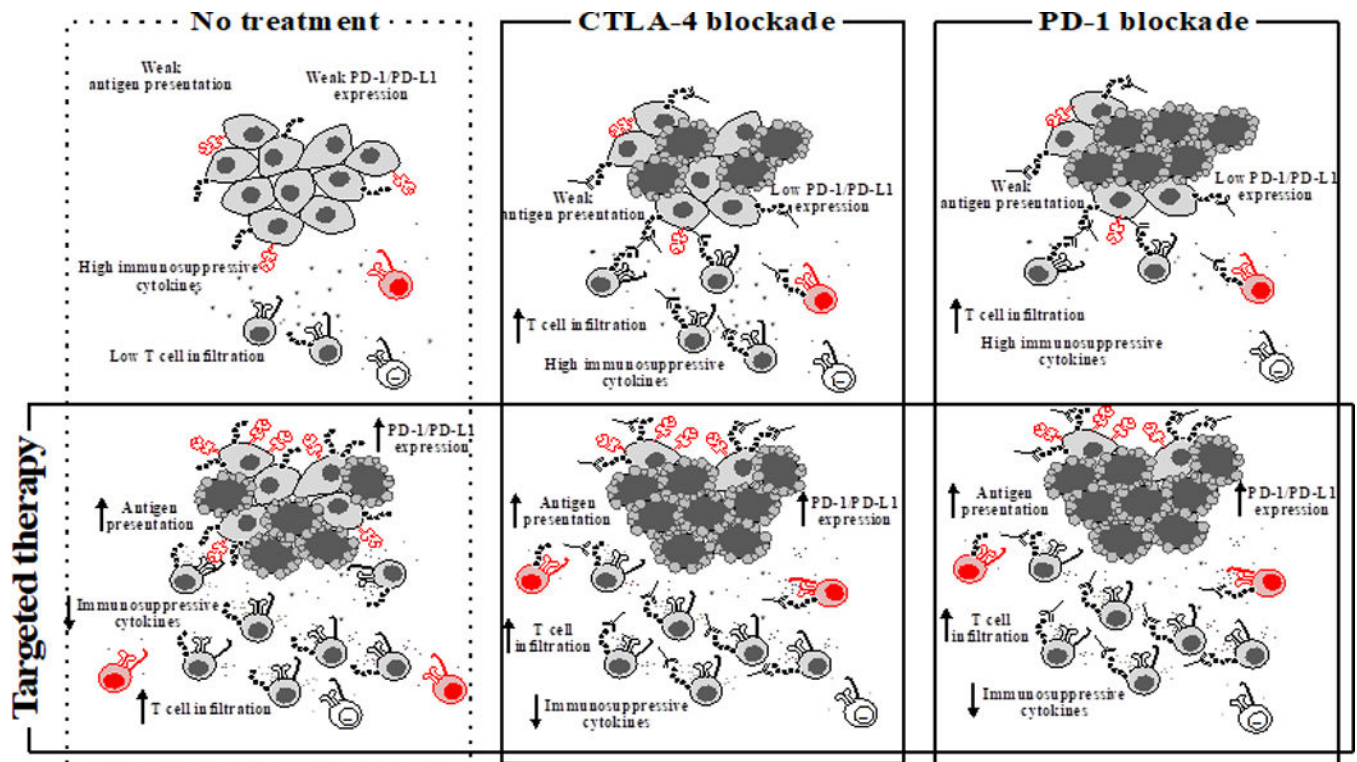 No treatment
CTLA-4 blockade
PD-1 blockade
Weak
antigen presentation
Weak PD-1/PD-L1
expression
High immunosuppressive
cytokines
Low T cell infiltration
Weak
antigen presentation
Low PD-1/PD-L1
expression
T cell infiltration
High immunosuppressive
cytokines
Weak
antigen presentation
Low PD-1/PD-L1
expression
T cell infiltration
High immunosuppressive
cytokines
Targeted therapy
PD-1/PD-L1
expression
Antigen
presentation
Immunosuppressive
cytokines
T cell infiltration
Antigen
presentation
PD-1/PD-L1
expression
T cell
infiltration
Immunosuppressive
cytokines
Antigen
presentation
PD-1/PD-L1
expression
T cell
infiltration
Immunosuppressive
cytokines